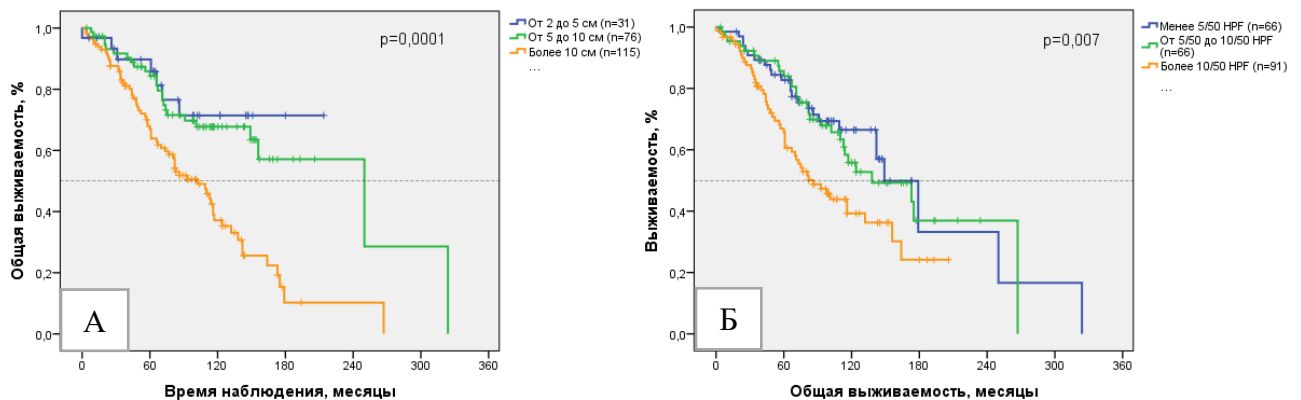 От 2 до 5 см (n=31)
От 5 до 10 см (n=76)
Более 10 см (n=115)
...
p=0,0001
Общая выживаемость, %
1,0
0,8
0,6
0,4
0,2
0,0
А
0 60 120 180 240 300 360
Время наблюдения, месяцы
Менее 5/50 HPF (n=66)
От 5/50 до 10/50 HPF
(n=66)
Более 10/50 HPF (n=91)
...
p=0,007
Выживаемость, %
1,0
0,8
0,6
0,4
0,2
0,0
Б
0 60 120 180 240 300 360
Общая выживаемость, месяцы